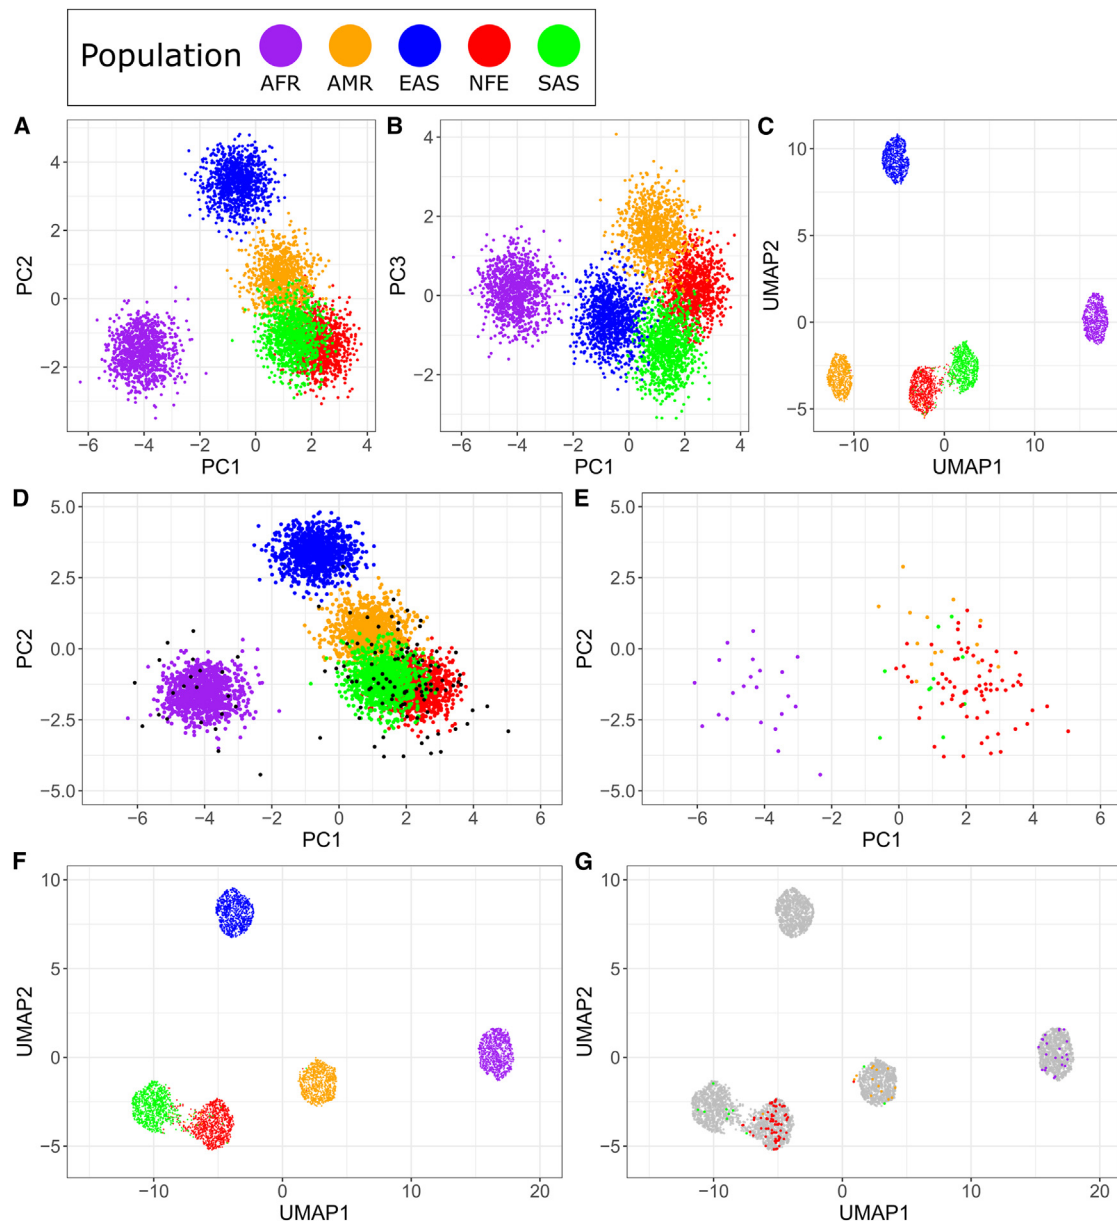 Population
AFR AMR EAS NFE SAS
A
4
2
0
−2
PC2
−6 −4 −2 0 2 4
PC1
B
4
2
0
−2
PC3
−6 −4 −2 0 2 4
PC1
C
10
5
0
−5
UMAP2
−10 0 10
UMAP1
D
5.0
2.5
0.0
−2.5
−5.0
PC2
−6 −4 −2 0 2 4 6
PC1
E
5.0
2.5
0.0
−2.5
−5.0
PC2
−6 −4 −2 0 2 4 6
PC1
F
10
5
0
−5
UMAP2
−10 0 10 20
UMAP1
G
10
5
0
−5
UMAP2
−10 0 10 20
UMAP1